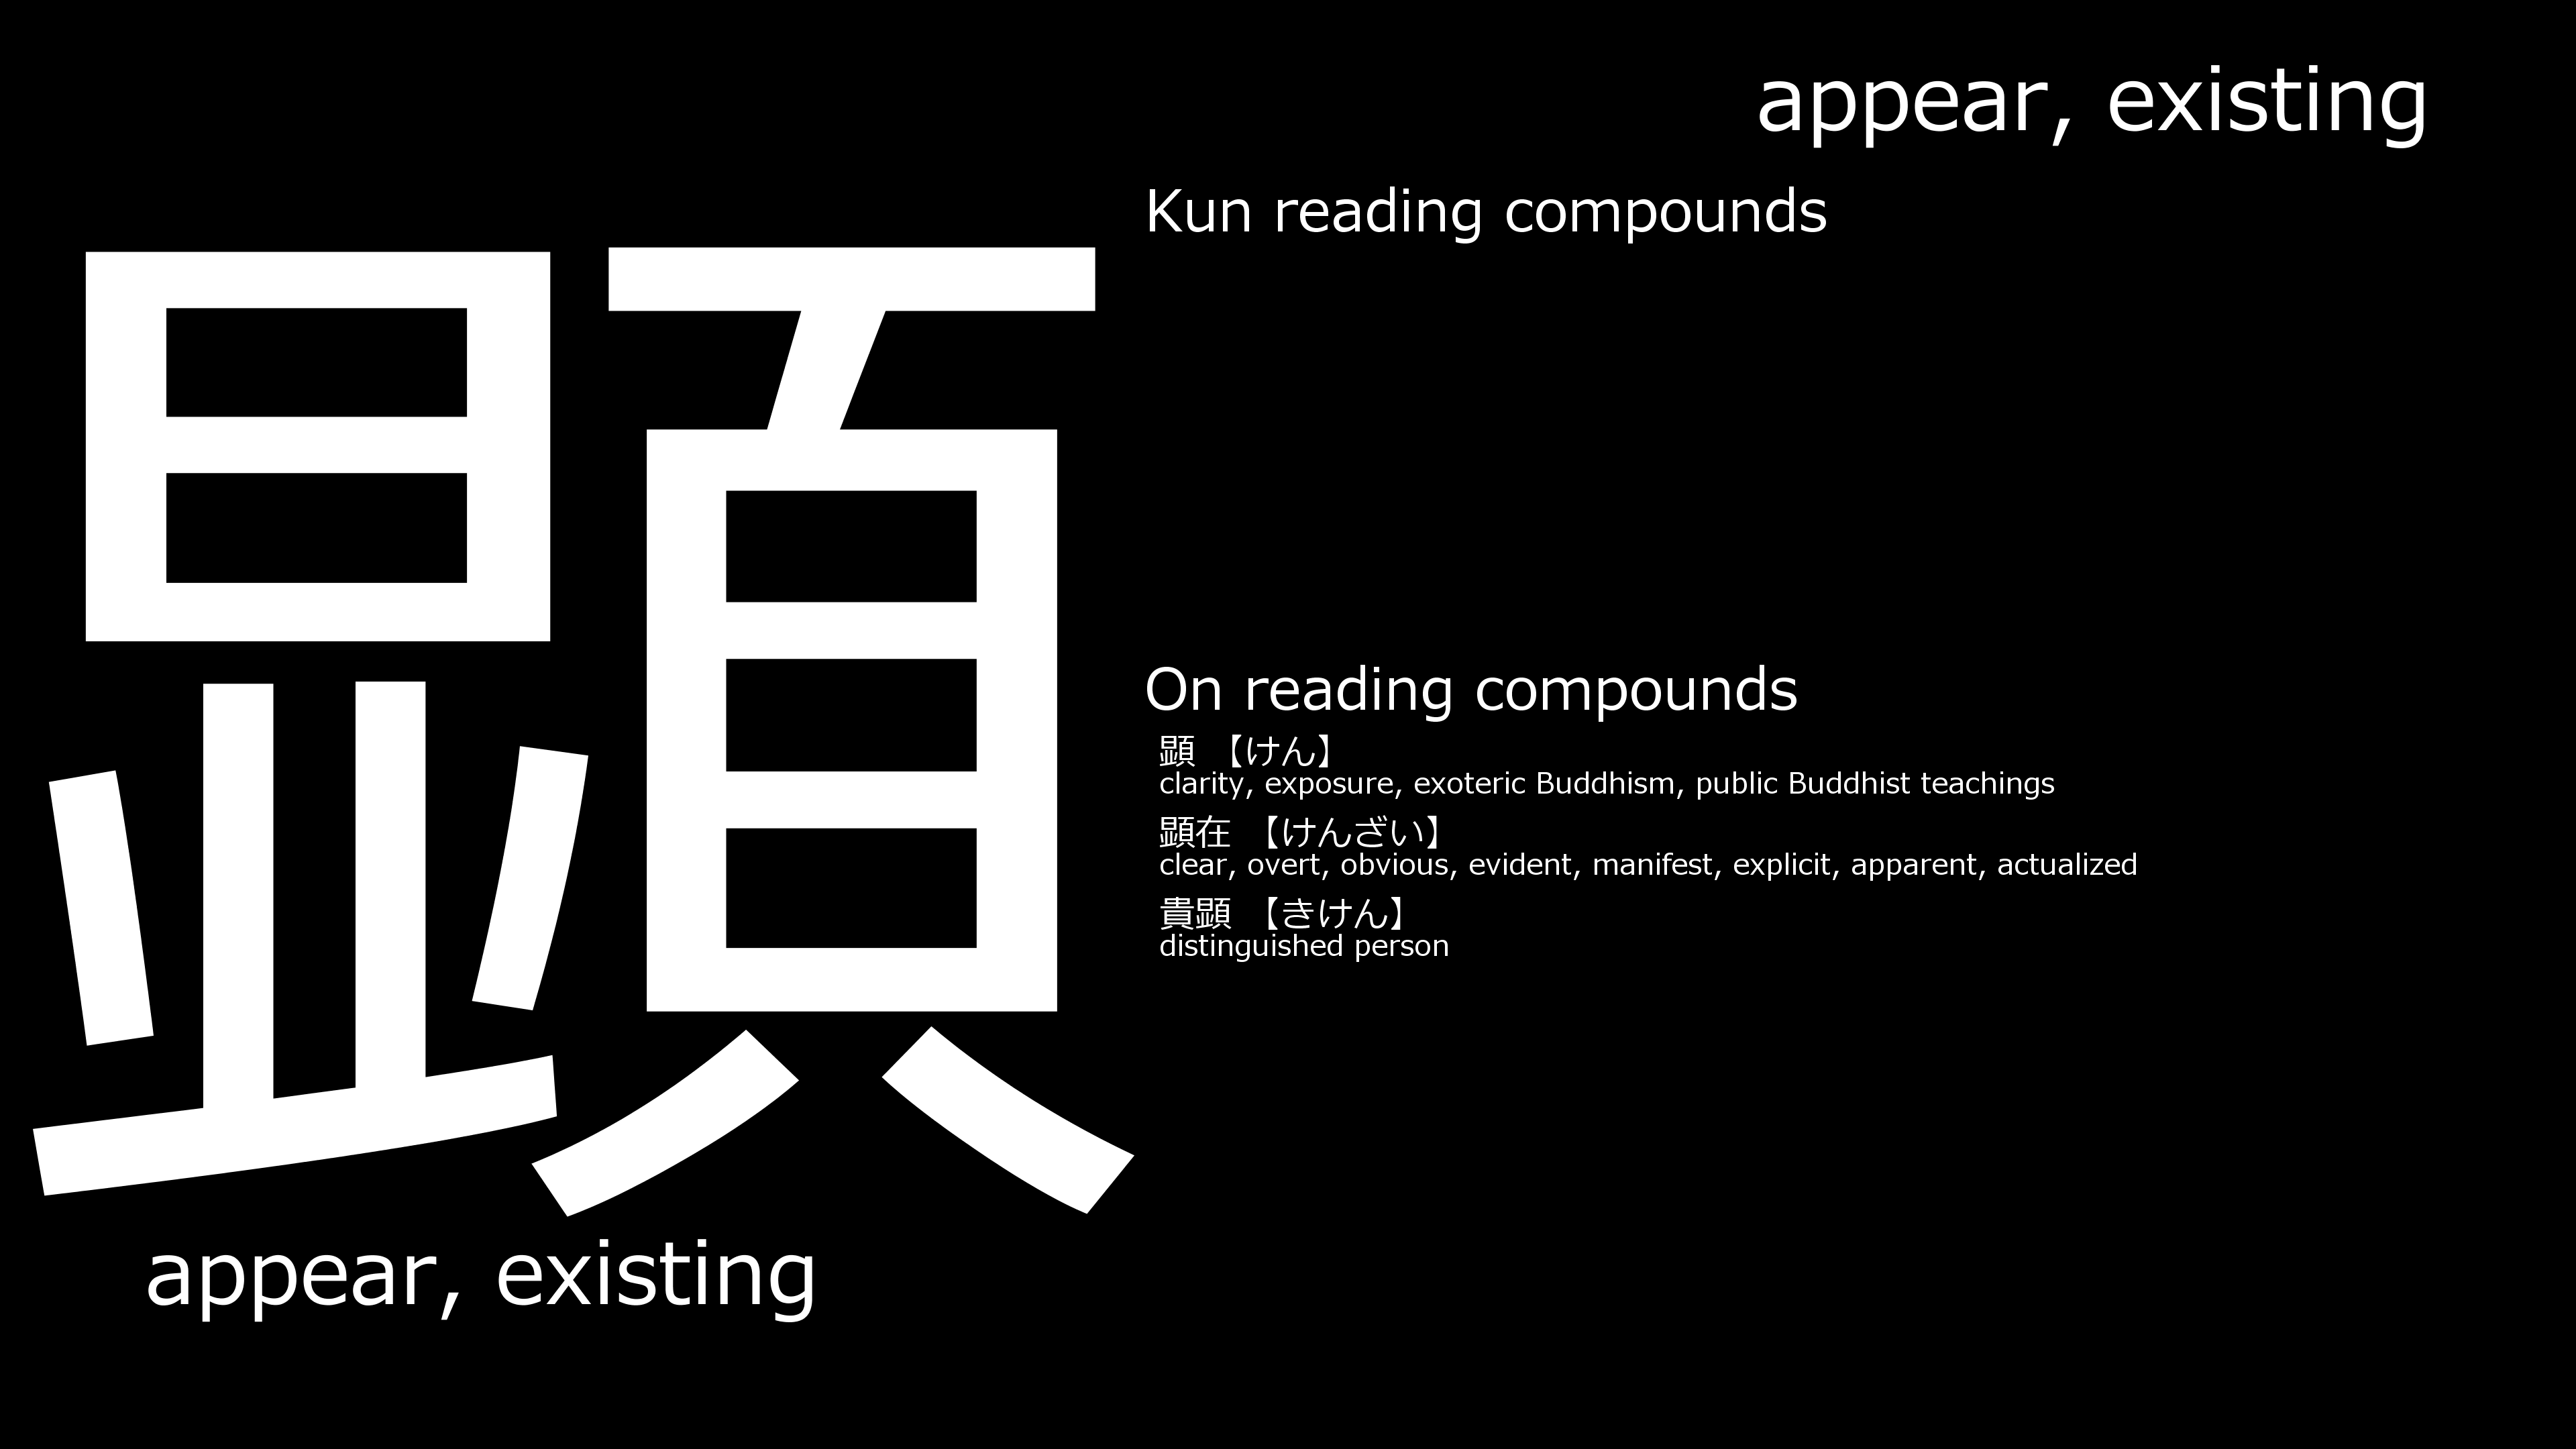 appear, existing
顕
appear, existing
Kun reading compounds
On reading compounds
顕 【けん】
clarity, exposure, exoteric Buddhism, public Buddhist teachings
顕在 【けんざい】
clear, overt, obvious, evident, manifest, explicit, apparent, actualized
貴顕 【きけん】
distinguished person